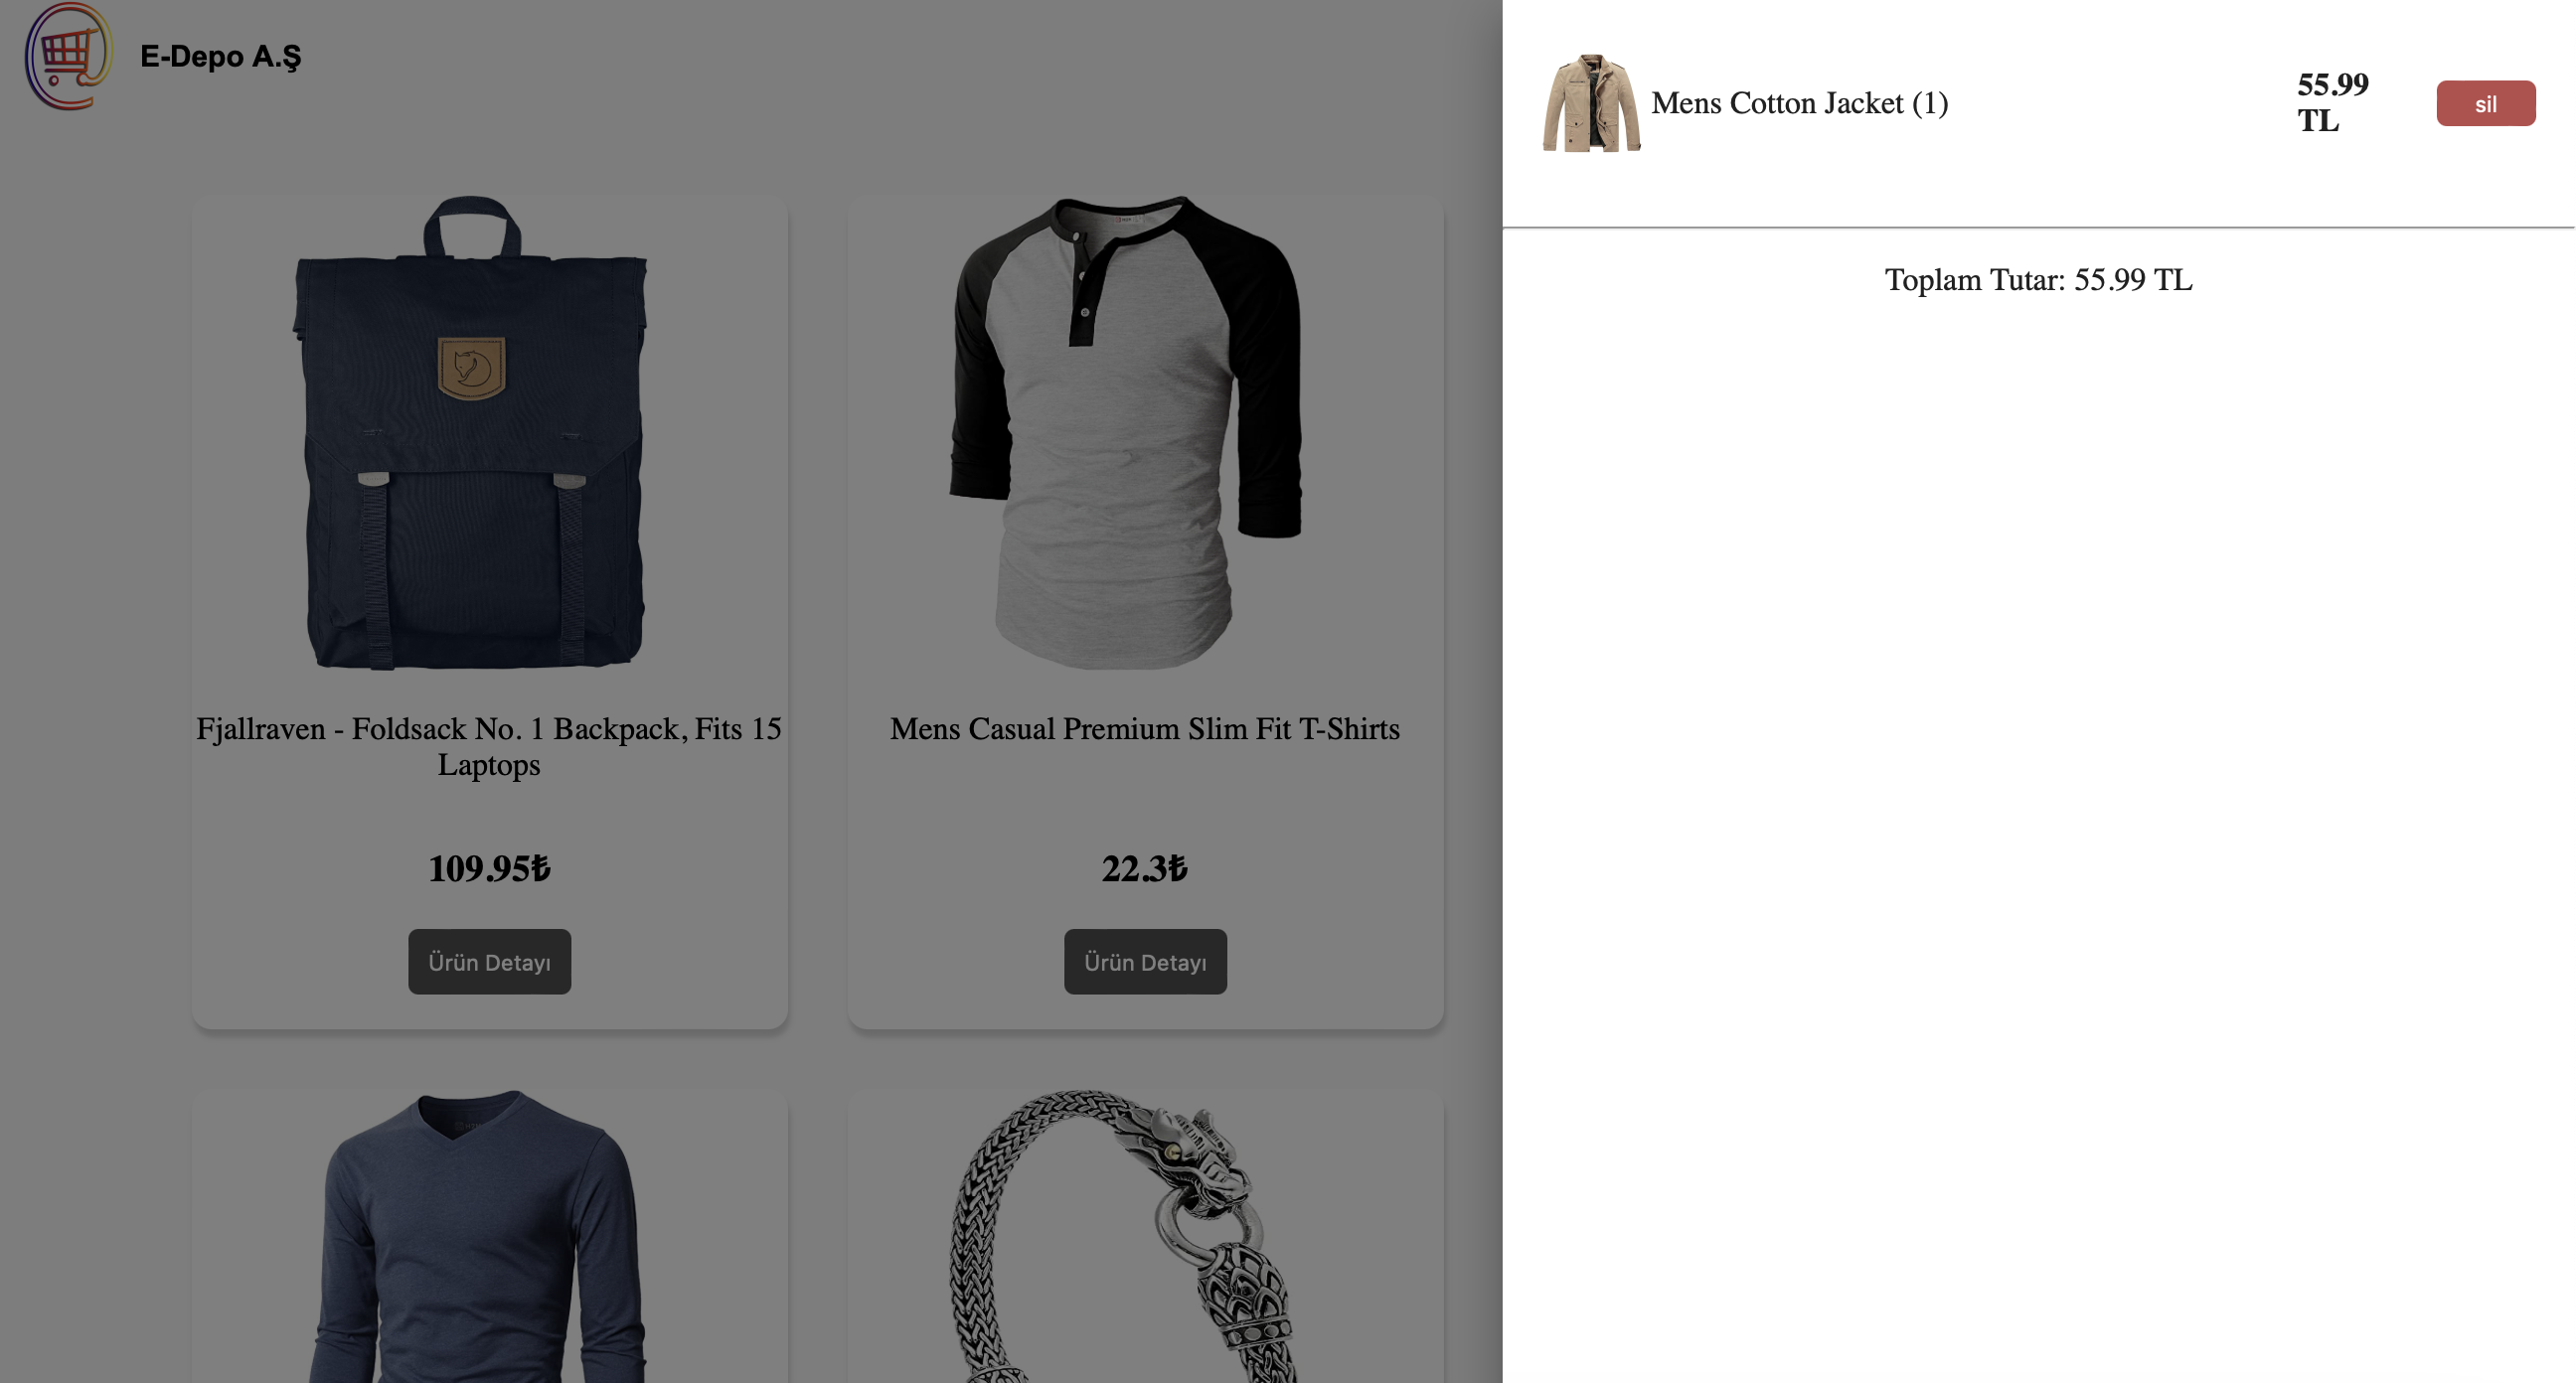 E-Depo A.Ş
Fjallraven - Foldsack No. 1 Backpack, Fits 15
Laptops
109.95₺
Ürün Detayı
Mens Casual Premium Slim Fit T-Shirts
22.3₺
Ürün Detayı
Mens Cotton Jacket (1)
55.99
TL
sil
Toplam Tutar: 55.99 TL